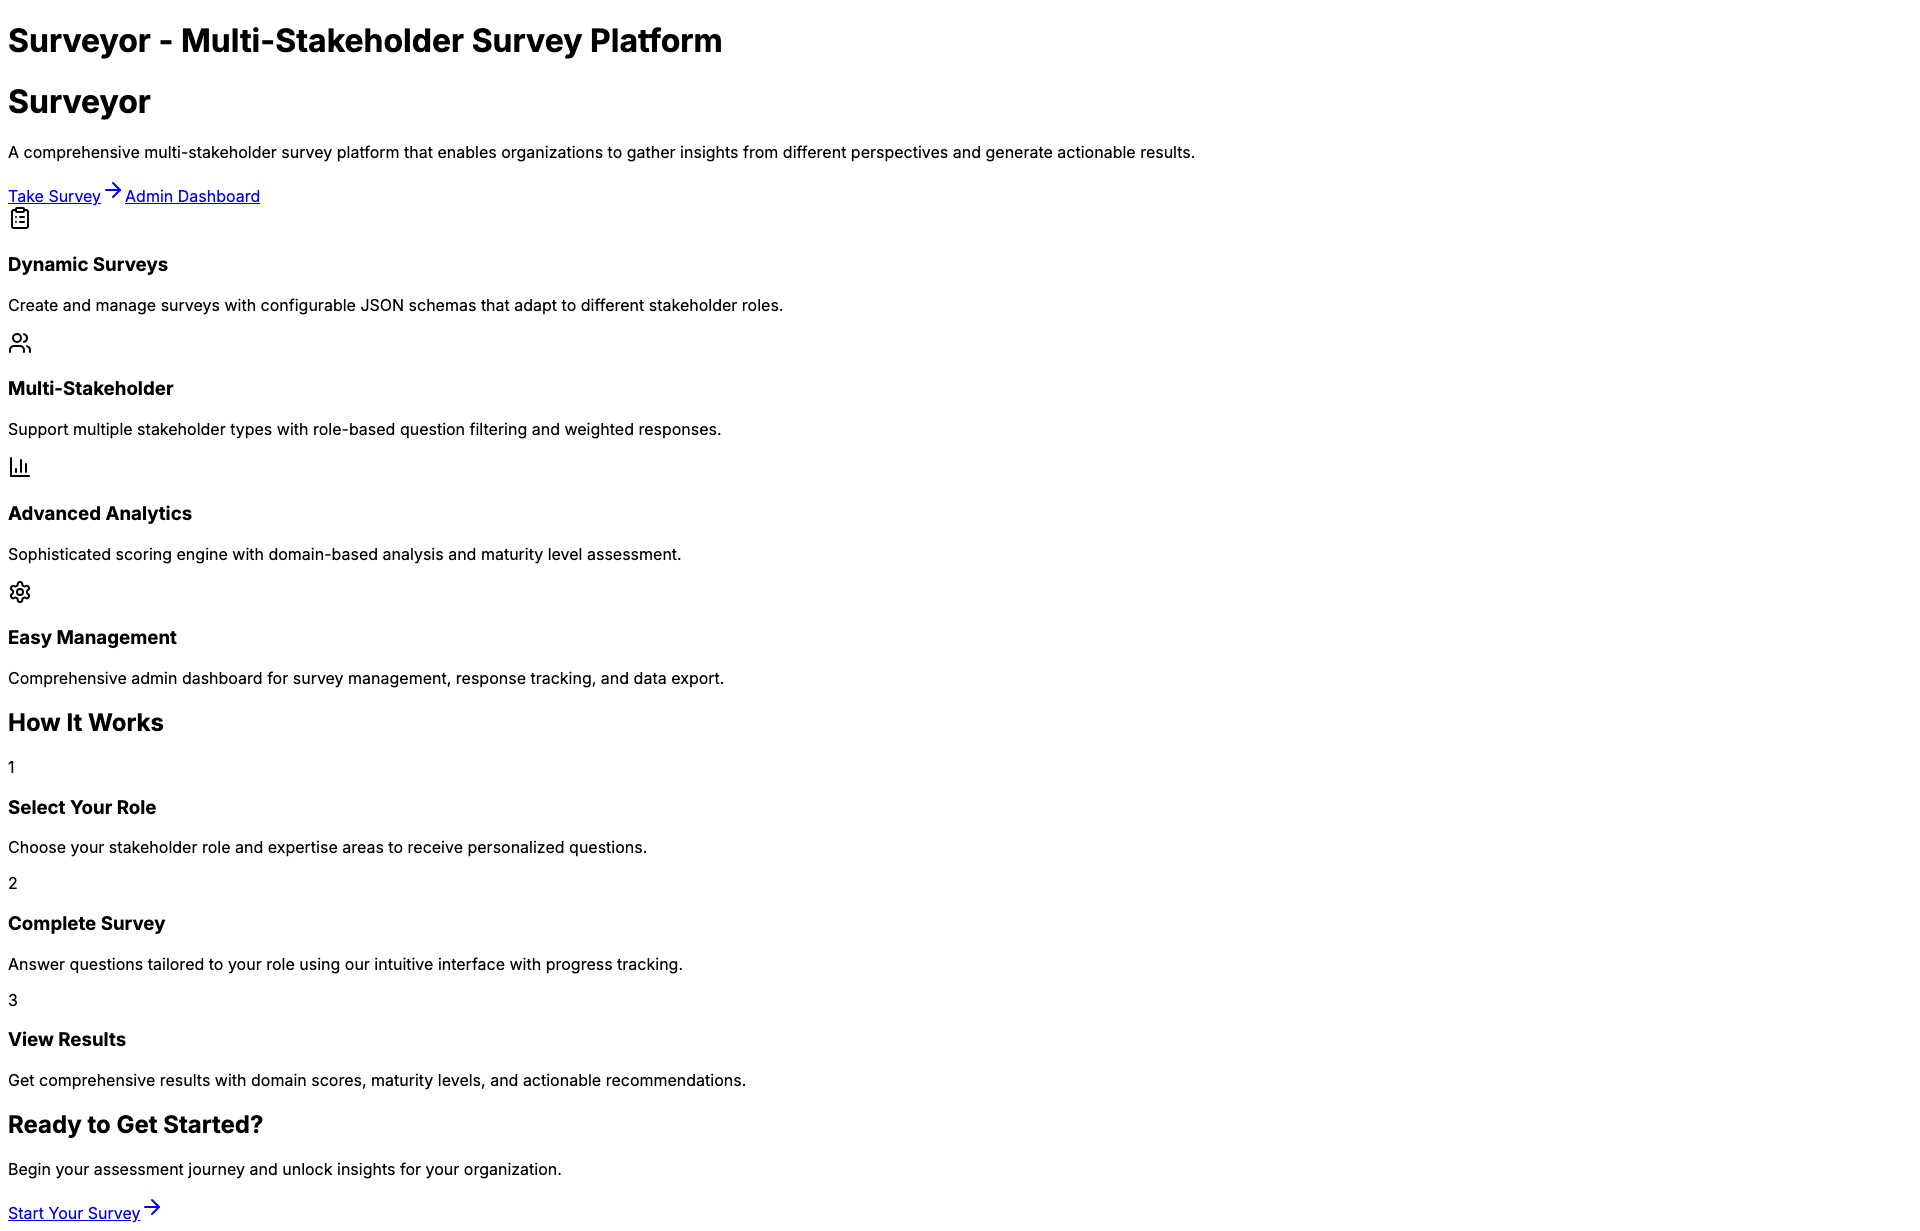 Surveyor - Multi-Stakeholder Survey Platform
Surveyor
A comprehensive multi-stakeholder survey platform that enables organizations to gather insights from different perspectives and generate actionable results.
Take Survey Admin Dashboard
Dynamic Surveys
Create and manage surveys with configurable JSON schemas that adapt to different stakeholder roles.
Multi-Stakeholder
Support multiple stakeholder types with role-based question filtering and weighted responses.
Advanced Analytics
Sophisticated scoring engine with domain-based analysis and maturity level assessment.
Easy Management
Comprehensive admin dashboard for survey management, response tracking, and data export.
How It Works
1
Select Your Role
Choose your stakeholder role and expertise areas to receive personalized questions.
2
Complete Survey
Answer questions tailored to your role using our intuitive interface with progress tracking.
3
View Results
Get comprehensive results with domain scores, maturity levels, and actionable recommendations.
Ready to Get Started?
Begin your assessment journey and unlock insights for your organization.
Start Your Survey